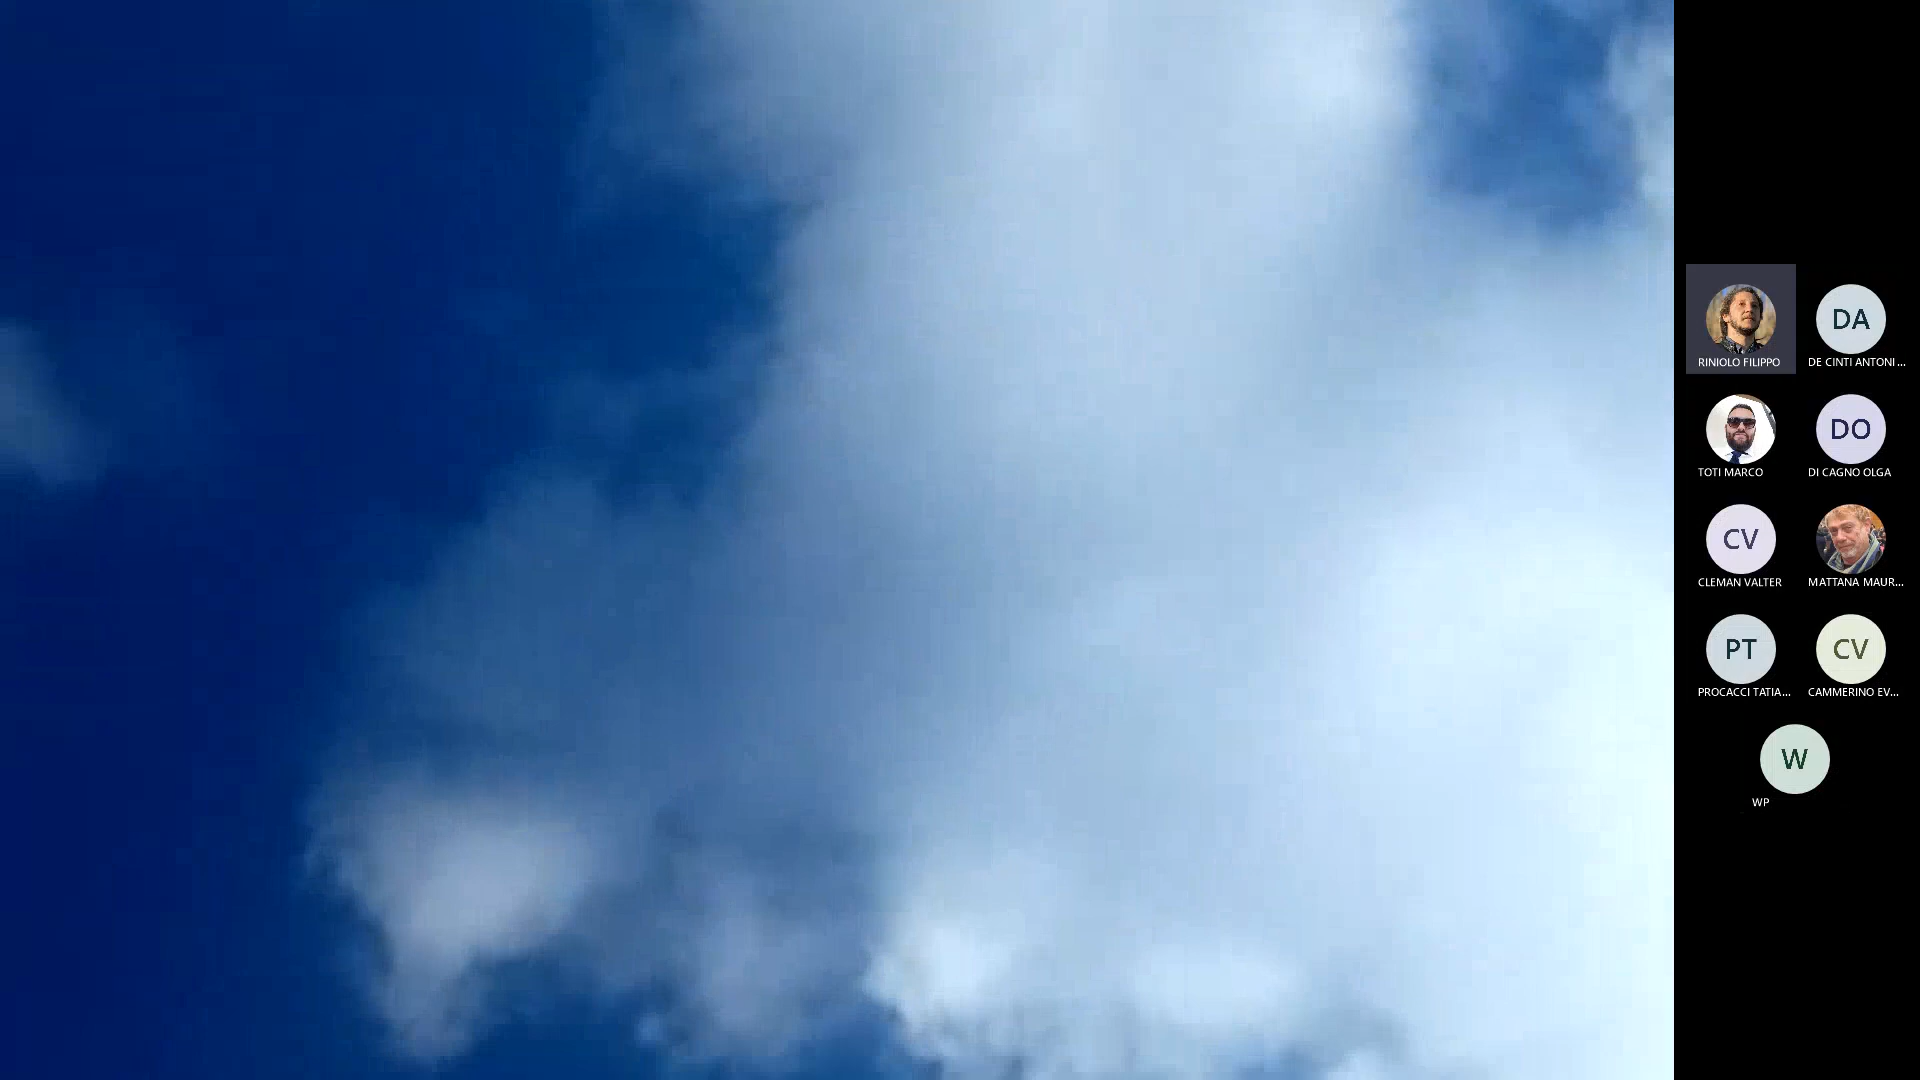 DA
RINIOLO FILIPPO
DE CINTI ANTONI...
DO
TOTI MARCO
DI CAGNO OLGA
CV
CLEMAN VALTER
MATTANA MAUR...
PT
CV
PROCACCI TATIA...
CAMMERINO EV...
W
WP